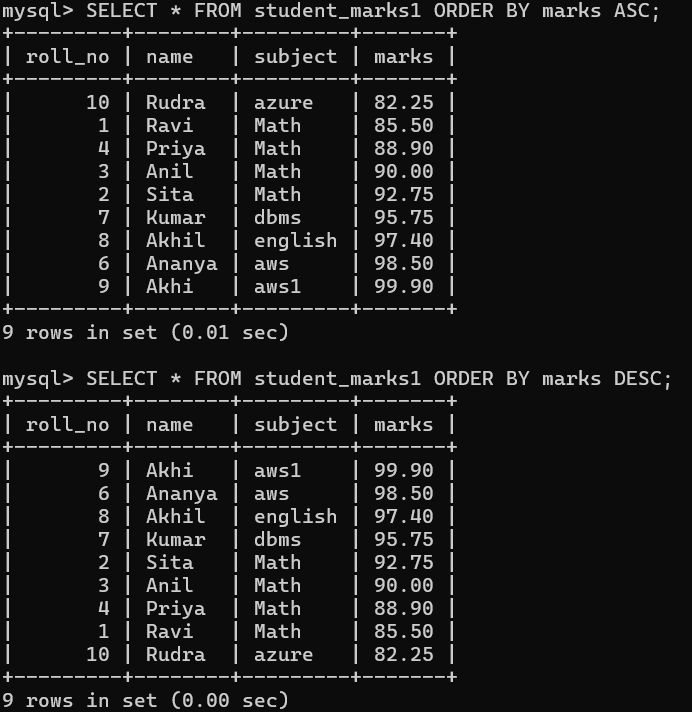 mysql> SELECT * FROM student_marks1 ORDER BY marks ASC;
+---------+--------+---------+-------+
| roll_no | name   | subject | marks |
+---------+--------+---------+-------+
|      10 | Rudra  | azure   | 82.25 |
|       1 | Ravi   | Math    | 85.50 |
|       4 | Priya  | Math    | 88.90 |
|       3 | Anil   | Math    | 90.00 |
|       2 | Sita   | Math    | 92.75 |
|       7 | Kumar  | dbms    | 95.75 |
|       8 | Akhil  | english | 97.40 |
|       6 | Ananya | aws     | 98.50 |
|       9 | Akhi   | aws1    | 99.90 |
+---------+--------+---------+-------+
9 rows in set (0.01 sec)

mysql> SELECT * FROM student_marks1 ORDER BY marks DESC;
+---------+--------+---------+-------+
| roll_no | name   | subject | marks |
+---------+--------+---------+-------+
|       9 | Akhi   | aws1    | 99.90 |
|       6 | Ananya | aws     | 98.50 |
|       8 | Akhil  | english | 97.40 |
|       7 | Kumar  | dbms    | 95.75 |
|       2 | Sita   | Math    | 92.75 |
|       3 | Anil   | Math    | 90.00 |
|       4 | Priya  | Math    | 88.90 |
|       1 | Ravi   | Math    | 85.50 |
|      10 | Rudra  | azure   | 82.25 |
+---------+--------+---------+-------+
9 rows in set (0.00 sec)